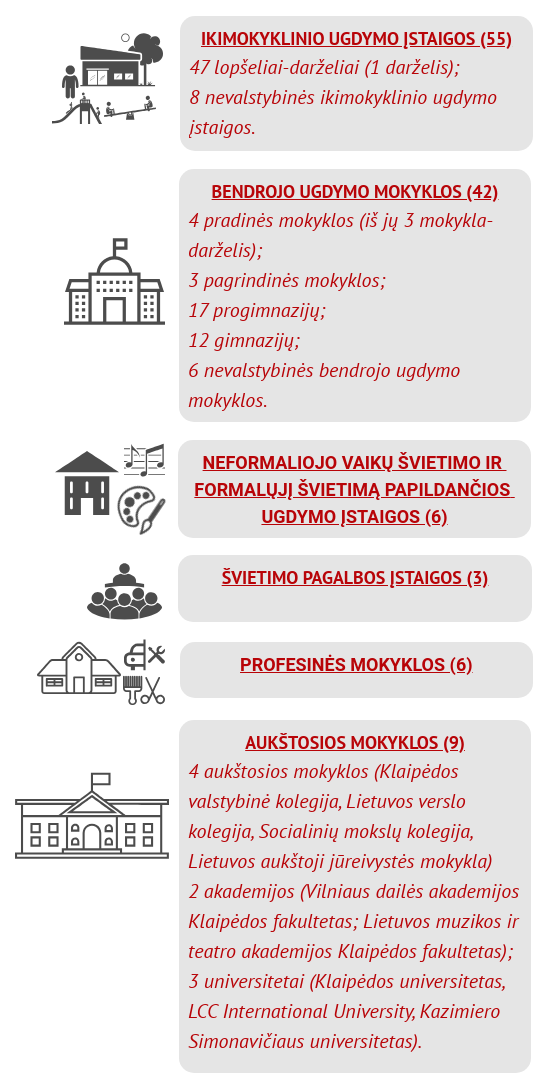 IKIMOKYKLINIO UGDYMO ĮSTAIGOS (55)
47 lopšeliai-darželiai (1 darželis);
8 nevalstybinės ikimokyklinio ugdymo
įstaigos.
BENDROJO UGDYMO MOKYKLOS (42)
4 pradinės mokyklos (iš jų 3 mokykla-
darželis);
3 pagrindinės mokyklos;
17 progimnazijų;
12 gimnazijų;
6 nevalstybinės bendrojo ugdymo
mokyklos.
NEFORMALIOJO VAIKŲ ŠVIETIMO IR
FORMALŲJĮ ŠVIETIMĄ PAPILDANČIOS
UGDYMO ĮSTAIGOS (6)
ŠVIETIMO PAGALBOS ĮSTAIGOS (3)
PROFESINĖS MOKYKLOS (6)
AUKŠTOSIOS MOKYKLOS (9)
4 aukštosios mokyklos (Klaipėdos
valstybinė kolegija, Lietuvos verslo
kolegija, Socialinių mokslų kolegija,
Lietuvos aukštoji jūreivystės mokykla)
2 akademijos (Vilniaus dailės akademijos
Klaipėdos fakultetas; Lietuvos muzikos ir
teatro akademijos Klaipėdos fakultetas);
3 universitetai (Klaipėdos universitetas,
LCC International University, Kazimiero
Simonavičiaus universitetas).